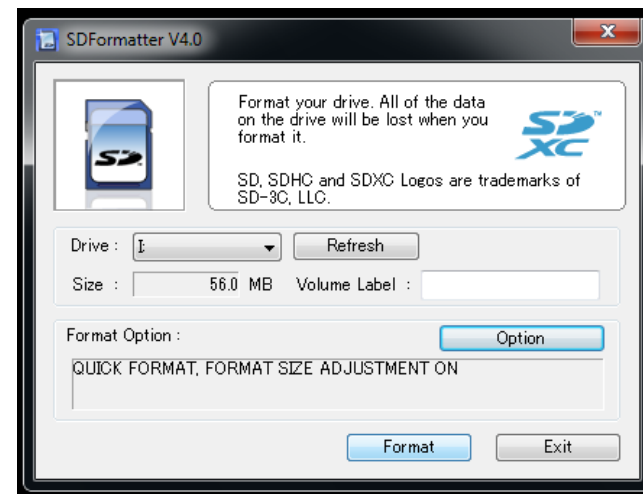 SDFormatter V4.0
Format your drive. All of the data
on the drive will be lost when you
format it.
SD, SDHC and SDXC Logos are trademarks of
SD-3C, LLC.
SD
SD XC™
Drive : I: Refresh
Size : 56.0 MB Volume Label :
Format Option :
Option
QUICK FORMAT, FORMAT SIZE ADJUSTMENT ON
Format Exit